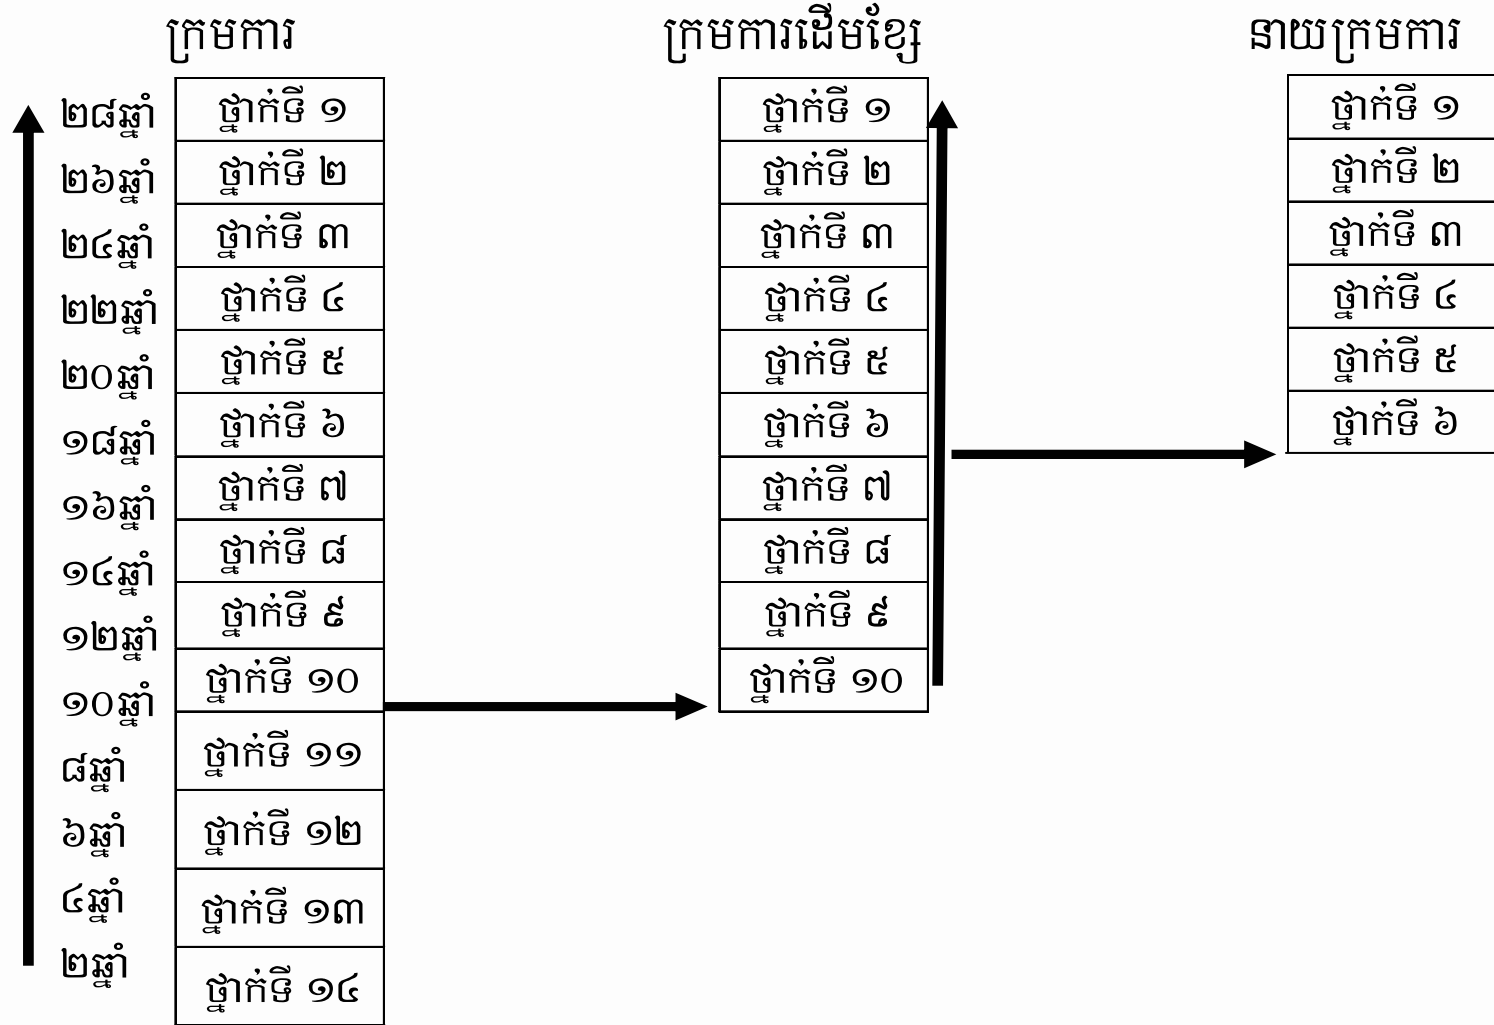 ក្រមការ ក្រមការដើមខ្សែ នាយក្រមការ
២៨ឆ្នាំ ថ្នាក់ទី ១ ថ្នាក់ទី ១ ថ្នាក់ទី ១
២៦ឆ្នាំ ថ្នាក់ទី ២ ថ្នាក់ទី ២ ថ្នាក់ទី ២
២៤ឆ្នាំ ថ្នាក់ទី ៣ ថ្នាក់ទី ៣ ថ្នាក់ទី ៣
២២ឆ្នាំ ថ្នាក់ទី ៤ ថ្នាក់ទី ៤ ថ្នាក់ទី ៤
២០ឆ្នាំ ថ្នាក់ទី ៥ ថ្នាក់ទី ៥ ថ្នាក់ទី ៥
១៨ឆ្នាំ ថ្នាក់ទី ៦ ថ្នាក់ទី ៦ ថ្នាក់ទី ៦
១៦ឆ្នាំ ថ្នាក់ទី ៧ ថ្នាក់ទី ៧
១៤ឆ្នាំ ថ្នាក់ទី ៨ ថ្នាក់ទី ៨
១២ឆ្នាំ ថ្នាក់ទី ៩ ថ្នាក់ទី ៩
១០ឆ្នាំ ថ្នាក់ទី ១០ ថ្នាក់ទី ១០
៨ឆ្នាំ ថ្នាក់ទី ១១
៦ឆ្នាំ ថ្នាក់ទី ១២
៤ឆ្នាំ ថ្នាក់ទី ១៣
២ឆ្នាំ ថ្នាក់ទី ១៤